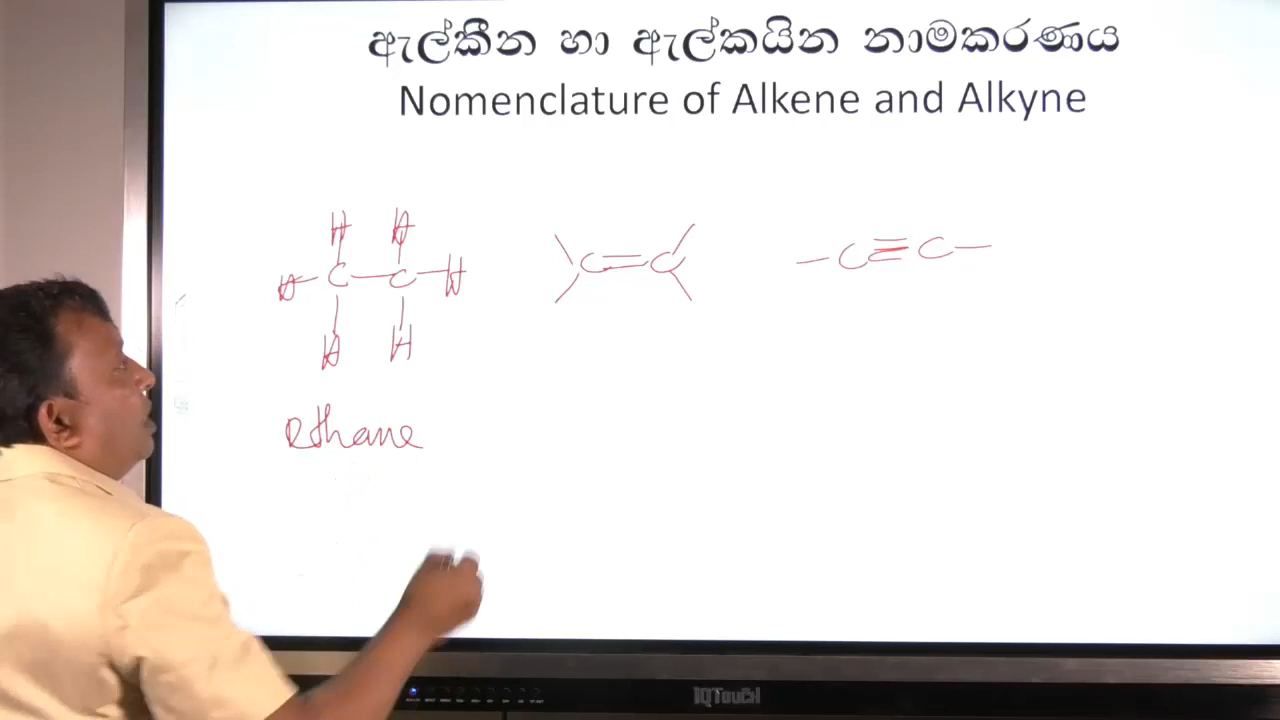 ඇල්කීන හා ඇල්කයින නාමකරණය
Nomenclature of Alkene and Alkyne
H H
H C C H
H H
C = C
C ≡ C
ethane
IQTouch